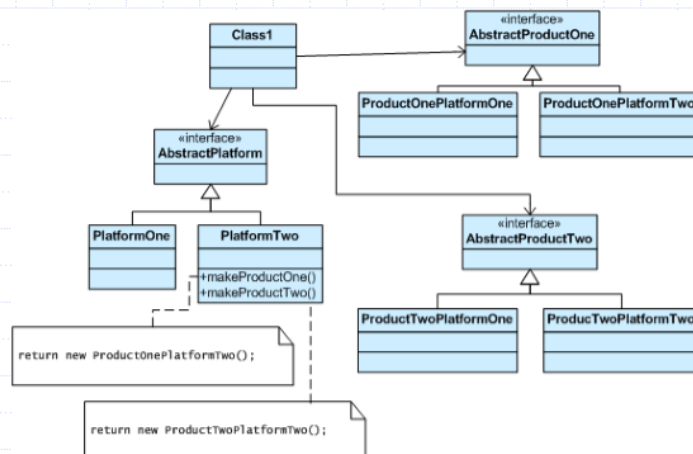 Class1
«interface»
AbstractProductOne
ProductOnePlatformOne
ProductOnePlatformTwo
«interface»
AbstractPlatform
PlatformOne
PlatformTwo
+makeProductOne()
+makeProductTwo()
«interface»
AbstractProductTwo
ProductTwoPlatformOne
ProducTwoPlatformTwo
return new ProductOnePlatformTwo();
return new ProductTwoPlatformTwo();